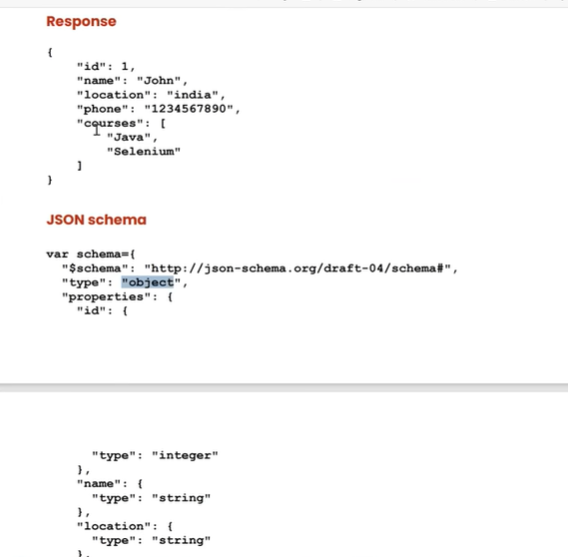 Response
{
"id": 1,
"name": "John",
"location": "india",
"phone": "1234567890",
"courses": [
"Java",
"Selenium"
]
}
JSON schema
var schema={
"$schema": "http://json-schema.org/draft-04/schema#",
"type": "object",
"properties": {
"id": {
"type": "integer"
},
"name": {
"type": "string"
},
"location": {
"type": "string"
},